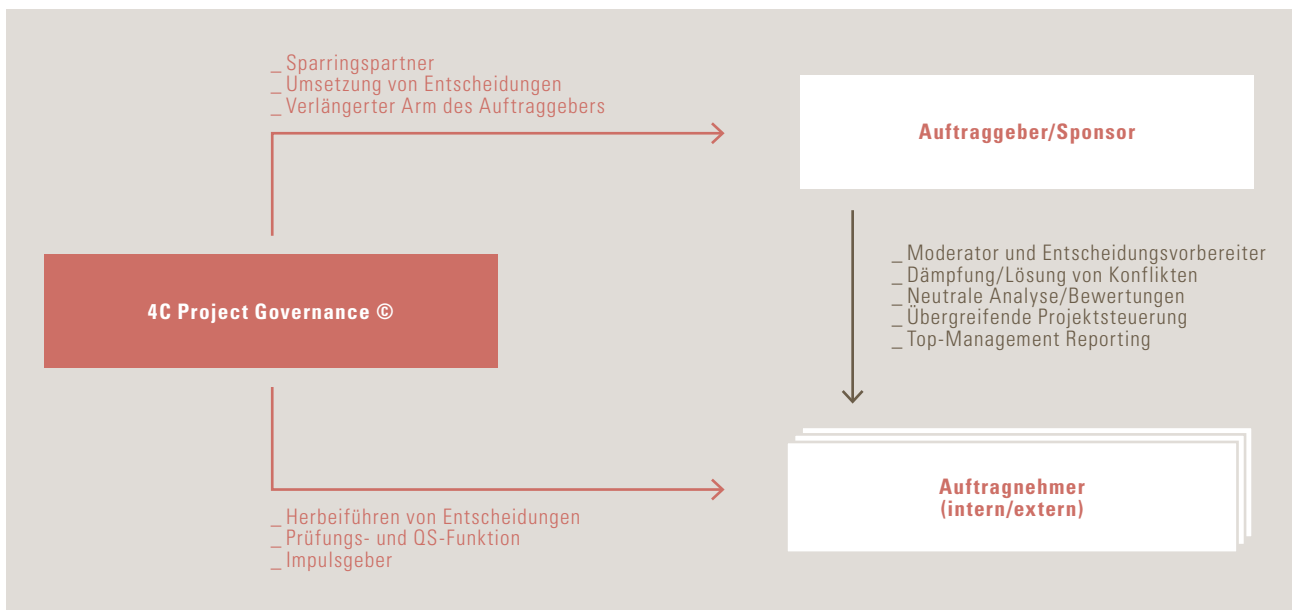 _ Sparringspartner
_ Umsetzung von Entscheidungen
_ Verlängerter Arm des Auftraggebers
Auftraggeber/Sponsor
4C Project Governance ©
_ Moderator und Entscheidungsvorbereiter
_ Dämpfung/Lösung von Konflikten
_ Neutrale Analyse/Bewertungen
_ Übergreifende Projektsteuerung
_ Top-Management Reporting
Auftragnehmer
(intern/extern)
_ Herbeiführen von Entscheidungen
_ Prüfungs- und QS-Funktion
_ Impulsgeber